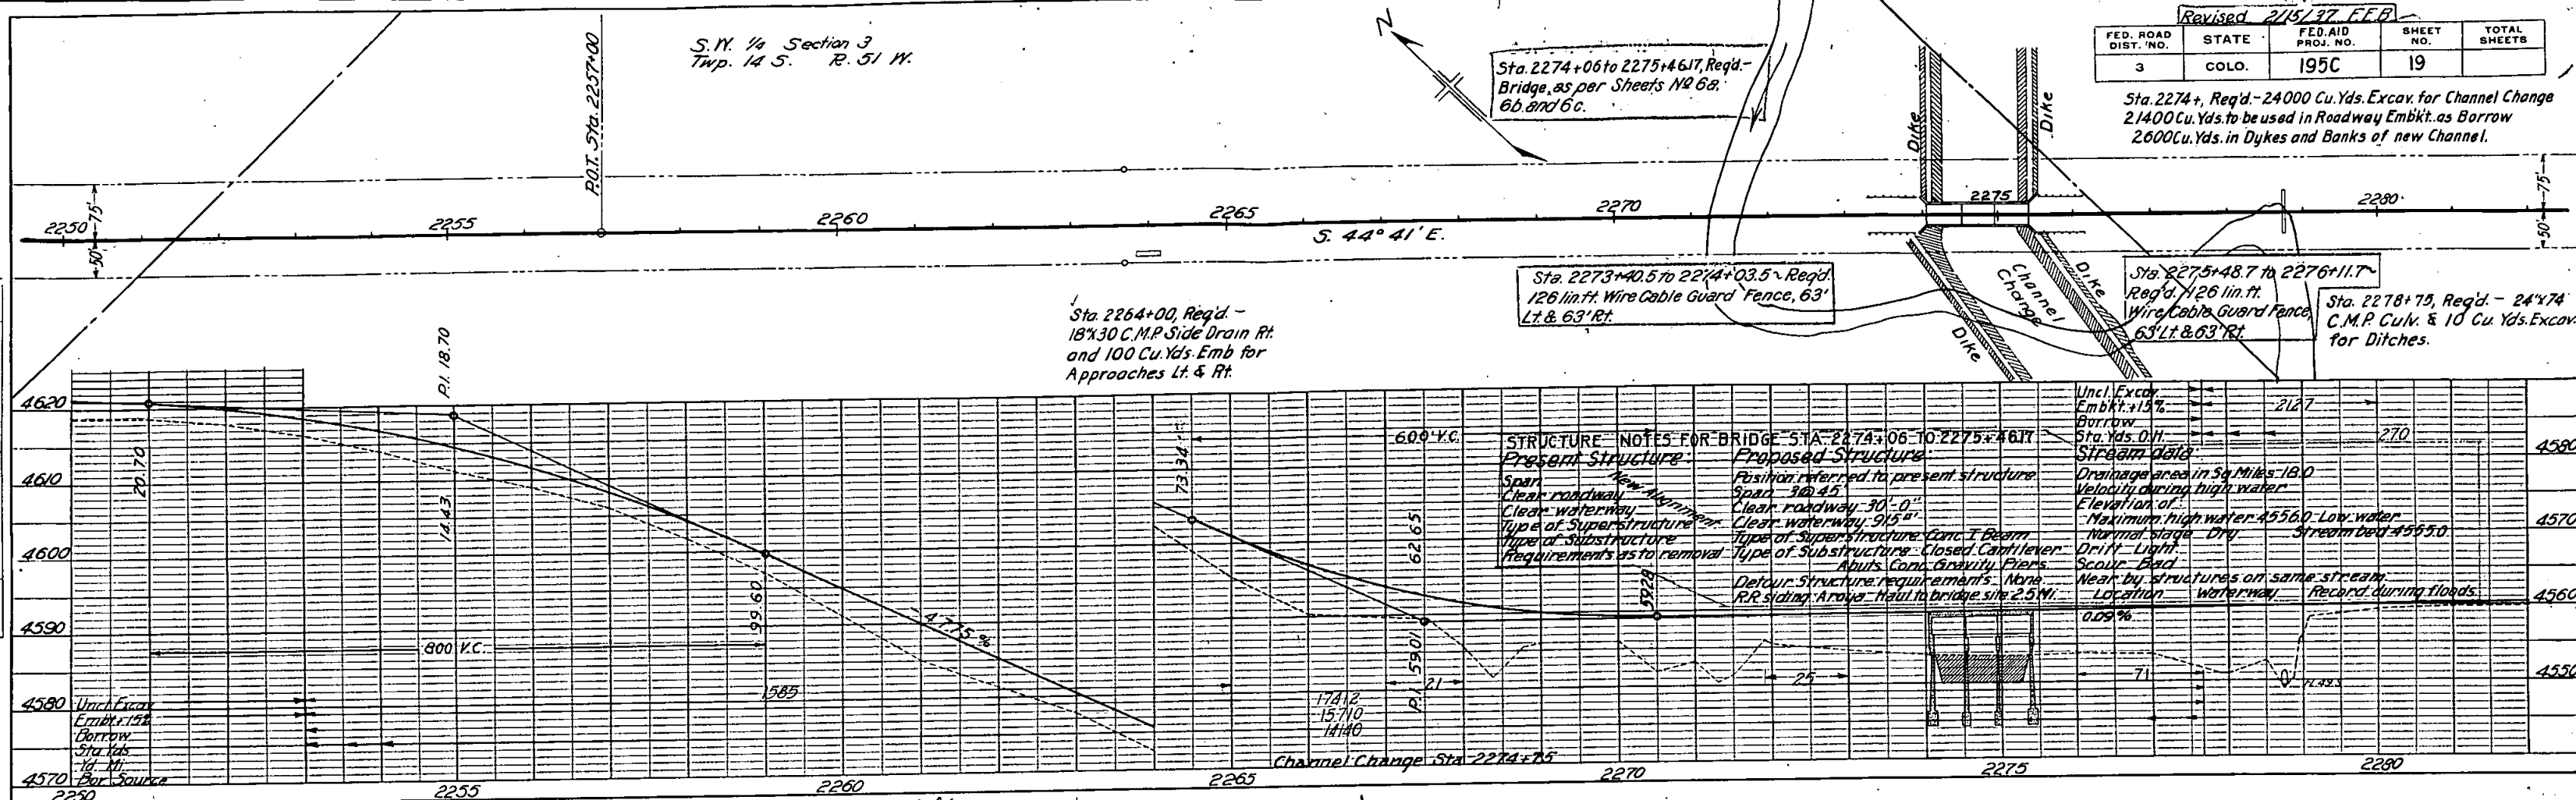 Revised 2/15/37 EEB
FED. ROAD DIST. NO.
STATE
FED. AID PROJ. NO.
SHEET NO.
TOTAL SHEETS
3
COLO.
195C
19
Sta. 2274+, Req'd.-24000 Cu.Yds. Excav. for Channel Change
21400 Cu. Yds. to be used in Roadway Embkt. as Borrow
2600 Cu. Yds. in Dykes and Banks of new Channel.
S.W. 1/4 Section 3
Twp. 14 S. R. 51 W.
P.O.T. Sta. 2257+00
N
Sta. 2274+06 to 2275+46.17, Req'd.-
Bridge, as per Sheets No 6a,
6b. and 6c.
Dike
Dike
75'
50'
2250
2255
2260
2265
2270
2275
2280
75'
50'
S. 44° 41' E.
Sta. 2273+40.5 to 2274+03.5 ~ Req'd.
126 lin.ft. Wire Cable Guard Fence, 63'
Lt. & 63' Rt.
Channel Change
Dike
Dike
Sta. 2275+48.7 to 2276+11.7 ~
Req'd. 126 lin. ft.
Wire Cable Guard Fence,
63' Lt. & 63' Rt.
Sta. 2278+75, Req'd. - 24"x74'
C.M.P. Culv. & 10 Cu. Yds. Excav.
for Ditches.
Sta. 2264+00, Req'd. -
18"x30' C.M.P. Side Drain Rt.
and 100 Cu. Yds. Emb for
Approaches Lt. & Rt.
4620
4610
4600
4590
4580
4570
20.70
P.I. 18.70
14.43
99.60
800 V.C.
4.775 %
1585
73.34
600' V.C.
62.65
P.I. 59.01
59.28
21
17412
15710
14140
25
71
0.09%
Channel Change Sta 2274+75
STRUCTURE NOTES FOR BRIDGE STA. 2274+06 TO 2275+46.17
Present Structure
Span
Clear roadway
Clear waterway
Type of Superstructure
Type of Substructure
Requirements as to removal
New Alignment
Proposed Structure
Position referred to present structure
Span 3@45'
Clear roadway 30'-0"
Clear waterway 915
Type of Superstructure Conc. I Beam
Type of Substructure Closed Cantilever
Abuts Conc. Gravity Piers
Detour Structure requirements None
RR siding Aroya Haul to bridge site 2.5 Mi.
Stream data
Drainage area in Sq. Miles 18.0
Velocity during high water
Elevation of
Maximum high water 4556.0 Low water
Normal stage Dry Stream bed 4555.0
Drift Light
Scour Bad
Near by structures on same stream
Location Waterway Record during floods
Uncl. Excav.
Embkt.+15%
Borrow
Sta. Yds. O.H.
2127
270
4580
4570
4560
4550
Uncl. Excav
Embkt+15%
Borrow
Sta. Yds
Yd. Mi.
Bor. Source
2250
2255
2260
2265
2270
2275
2280